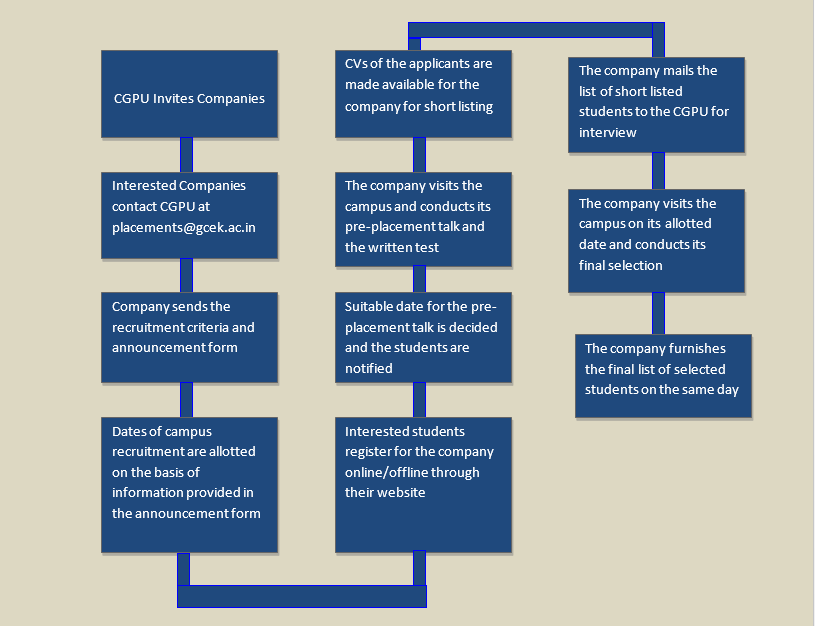 CGPU Invites Companies
Interested Companies
contact CGPU at
placements@gcek.ac.in
Company sends the
recruitment criteria and
announcement form
Dates of campus
recruitment are allotted
on the basis of
information provided in
the announcement form
CVs of the applicants are
made available for the
company for short listing
The company visits the
campus and conducts its
pre-placement talk and
the written test
Suitable date for the pre-
placement talk is decided
and the students are
notified
Interested students
register for the company
online/offline through
their website
The company mails the
list of short listed
students to the CGPU for
interview
The company visits the
campus on its allotted
date and conducts its
final selection
The company furnishes
the final list of selected
students on the same day